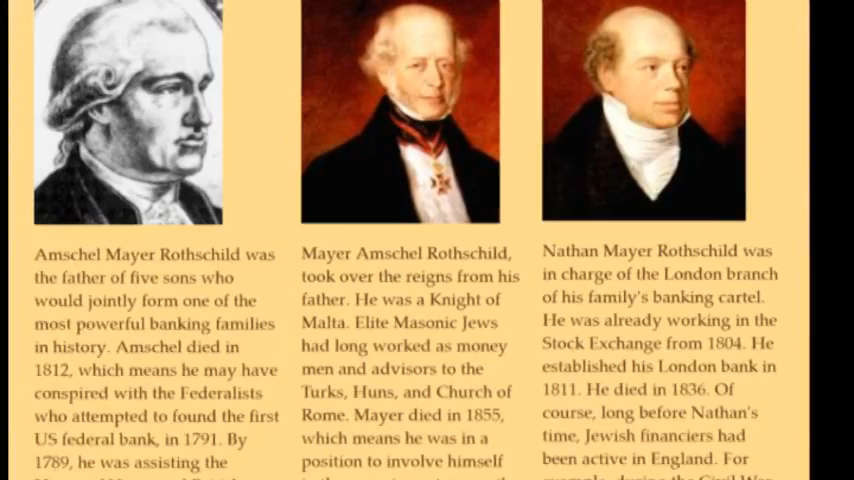 Amschel Mayer Rothschild was
the father of five sons who
would jointly form one of the
most powerful banking families
in history. Amschel died in
1812, which means he may have
conspired with the Federalists
who attempted to found the first
US federal bank, in 1791. By
1789, he was assisting the
Mayer Amschel Rothschild,
took over the reigns from his
father. He was a Knight of
Malta. Elite Masonic Jews
had long worked as money
men and advisors to the
Turks, Huns, and Church of
Rome. Mayer died in 1855,
which means he was in a
position to involve himself
Nathan Mayer Rothschild was
in charge of the London branch
of his family's banking cartel.
He was already working in the
Stock Exchange from 1804. He
established his London bank in
1811. He died in 1836. Of
course, long before Nathan's
time, Jewish financiers had
been active in England. For